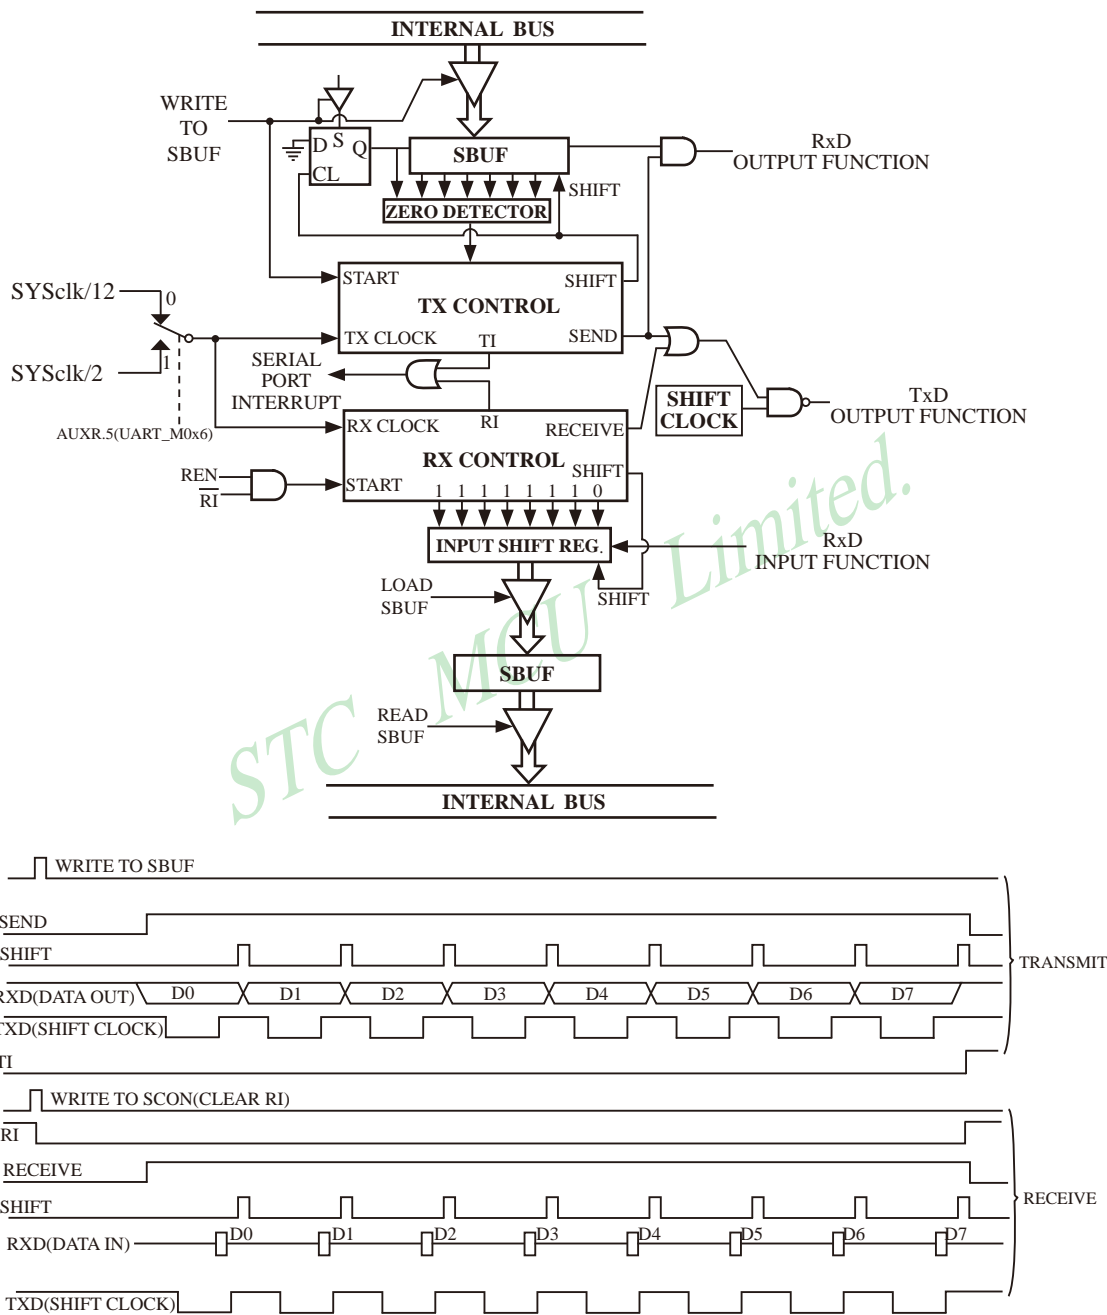 INTERNAL BUS
WRITE
TO
SBUF
D S Q
CL
SBUF
SHIFT
ZERO DETECTOR
RxD
OUTPUT FUNCTION
START
SHIFT
TX CONTROL
TX CLOCK
TI
SEND
SYSclk/12
0
SYSclk/2
1
AUXR.5(UART_M0x6)
SERIAL
PORT
INTERRUPT
SHIFT
CLOCK
TxD
OUTPUT FUNCTION
RX CLOCK
RI
RECEIVE
RX CONTROL
SHIFT
START
REN
RI
1 1 1 1 1 1 1 0
INPUT SHIFT REG.
RxD
INPUT FUNCTION
LOAD
SBUF
SHIFT
SBUF
READ
SBUF
INTERNAL BUS
STC MCU Limited.
WRITE TO SBUF
SEND
SHIFT
RXD(DATA OUT) D0 D1 D2 D3 D4 D5 D6 D7
TXD(SHIFT CLOCK)
TI
TRANSMIT
WRITE TO SCON(CLEAR RI)
RI
RECEIVE
SHIFT
RXD(DATA IN) D0 D1 D2 D3 D4 D5 D6 D7
TXD(SHIFT CLOCK)
RECEIVE